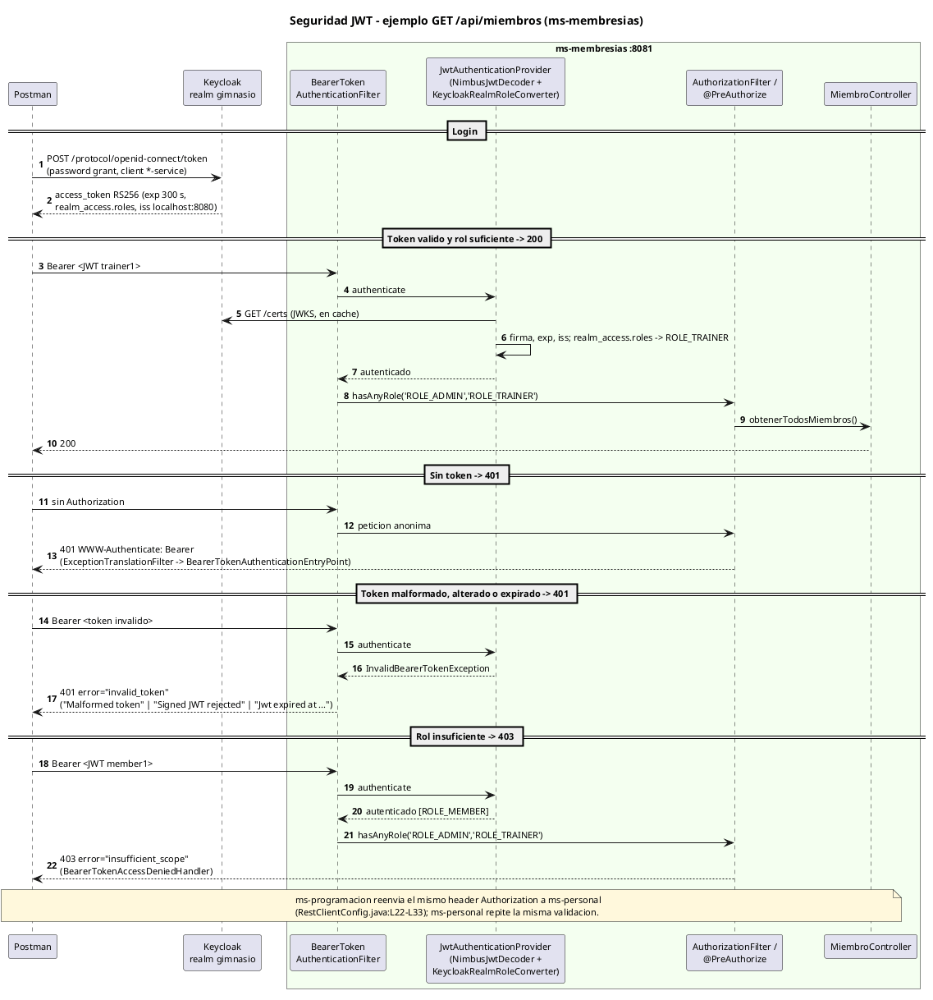 Seguridad JWT - ejemplo GET /api/miembros (ms-membresias)
ms-membresias :8081
Postman
Keycloak
realm gimnasio
BearerToken
AuthenticationFilter
JwtAuthenticationProvider
(NimbusJwtDecoder +
KeycloakRealmRoleConverter)
AuthorizationFilter /
@PreAuthorize
MiembroController
Login
1 POST /protocol/openid-connect/token
(password grant, client *-service)
2 access_token RS256 (exp 300 s,
realm_access.roles, iss localhost:8080)
Token valido y rol suficiente -> 200
3 Bearer <JWT trainer1>
4 authenticate
5 GET /certs (JWKS, en cache)
6 firma, exp, iss; realm_access.roles -> ROLE_TRAINER
7 autenticado
8 hasAnyRole('ROLE_ADMIN','ROLE_TRAINER')
9 obtenerTodosMiembros()
10 200
Sin token -> 401
11 sin Authorization
12 peticion anonima
13 401 WWW-Authenticate: Bearer
(ExceptionTranslationFilter -> BearerTokenAuthenticationEntryPoint)
Token malformado, alterado o expirado -> 401
14 Bearer <token invalido>
15 authenticate
16 InvalidBearerTokenException
17 401 error="invalid_token"
("Malformed token" | "Signed JWT rejected" | "Jwt expired at ...")
Rol insuficiente -> 403
18 Bearer <JWT member1>
19 authenticate
20 autenticado [ROLE_MEMBER]
21 hasAnyRole('ROLE_ADMIN','ROLE_TRAINER')
22 403 error="insufficient_scope"
(BearerTokenAccessDeniedHandler)
ms-programacion reenvia el mismo header Authorization a ms-personal
(RestClientConfig.java:L22-L33); ms-personal repite la misma validacion.
Postman
Keycloak
realm gimnasio
BearerToken
AuthenticationFilter
JwtAuthenticationProvider
(NimbusJwtDecoder +
KeycloakRealmRoleConverter)
AuthorizationFilter /
@PreAuthorize
MiembroController